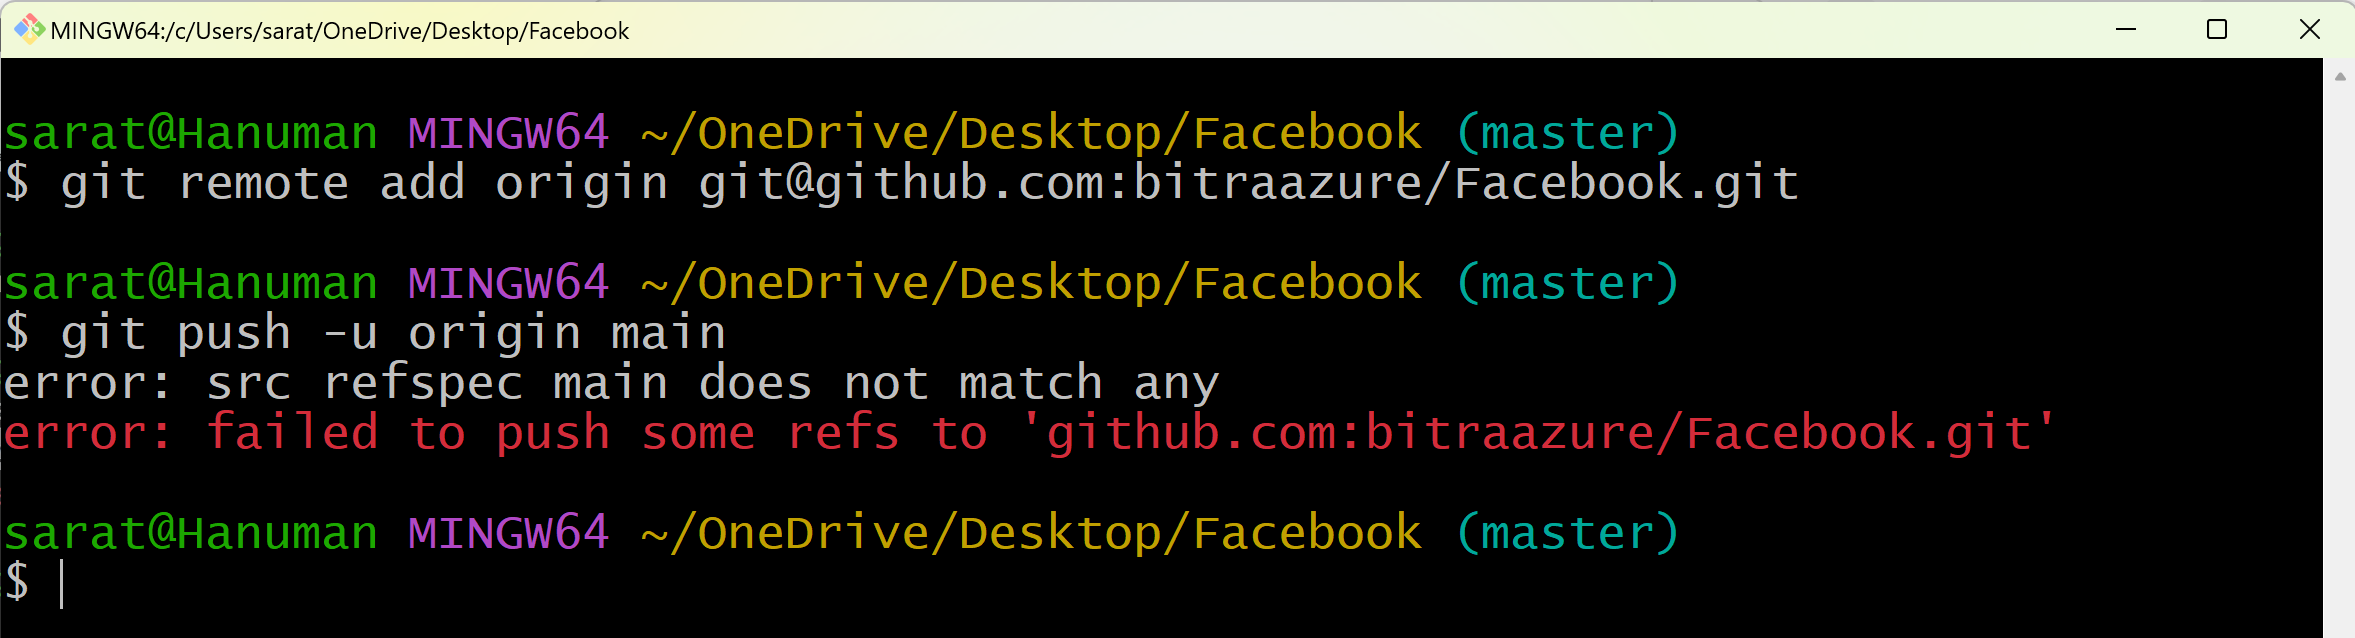 MINGW64:/c/Users/sarat/OneDrive/Desktop/Facebook
sarat@Hanuman MINGW64 ~/OneDrive/Desktop/Facebook (master)
$ git remote add origin git@github.com:bitraazure/Facebook.git
sarat@Hanuman MINGW64 ~/OneDrive/Desktop/Facebook (master)
$ git push -u origin main
error: src refspec main does not match any
error: failed to push some refs to 'github.com:bitraazure/Facebook.git'
sarat@Hanuman MINGW64 ~/OneDrive/Desktop/Facebook (master)
$